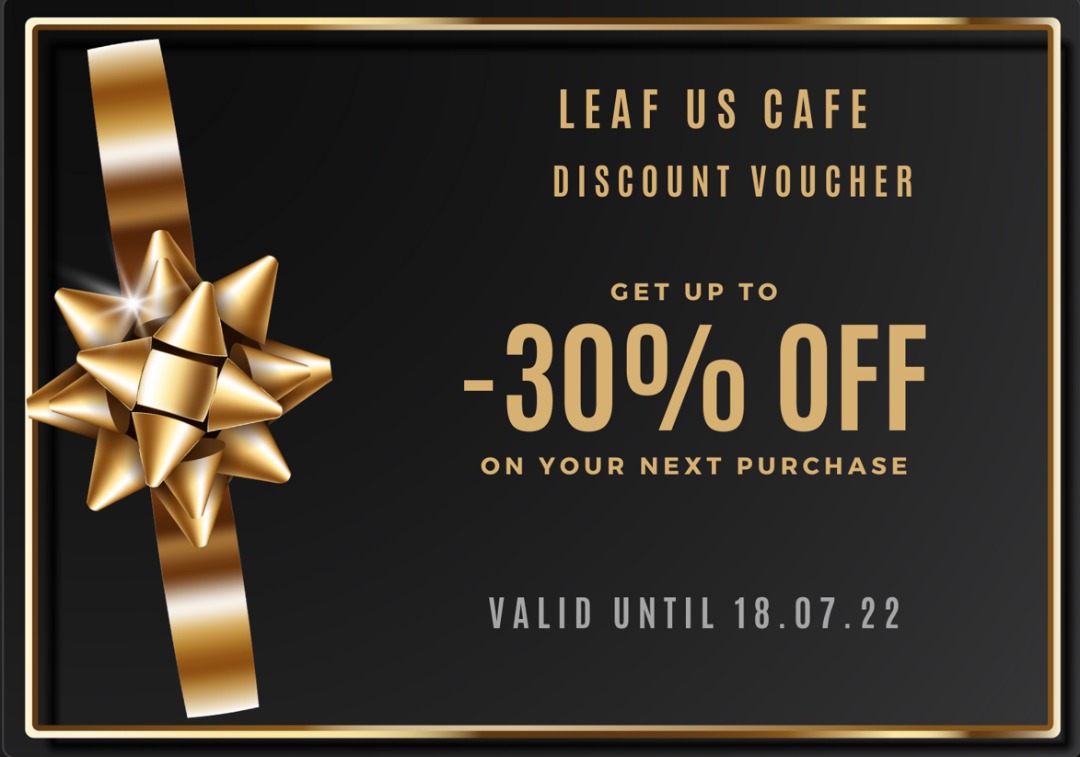 LEAF US CAFE
DISCOUNT VOUCHER
GET UP TO
-30% OFF
ON YOUR NEXT PURCHASE
VALID UNTIL 18.07.22